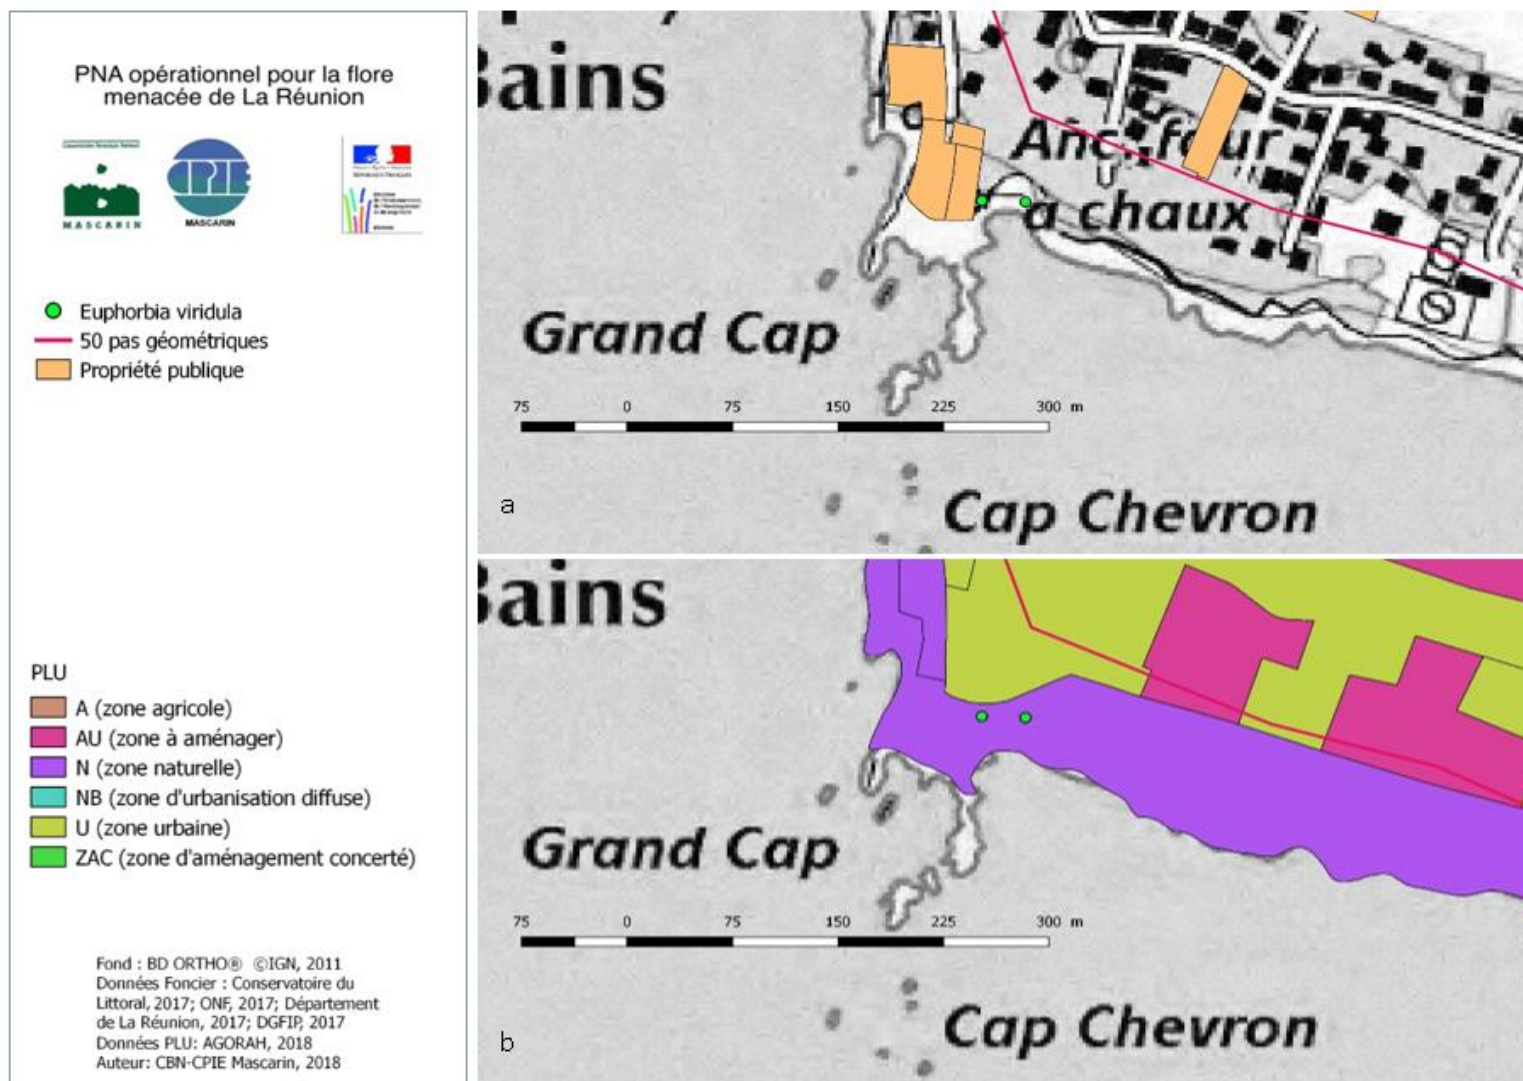 PNA opérationnel pour la flore
menacée de La Réunion
MASCARIN
CPIE
MASCARIN
RÉPUBLIQUE FRANÇAISE
Euphorbia viridula
50 pas géométriques
Propriété publique
PLU
A (zone agricole)
AU (zone à aménager)
N (zone naturelle)
NB (zone d'urbanisation diffuse)
U (zone urbaine)
ZAC (zone d'aménagement concerté)
Fond : BD ORTHO® ©IGN, 2011
Données Foncier : Conservatoire du
Littoral, 2017; ONF, 2017; Département
de La Réunion, 2017; DGFIP, 2017
Données PLU: AGORAH, 2018
Auteur: CBN-CPIE Mascarin, 2018
Bains
Anc. four
a chaux
Grand Cap
75 0 75 150 225 300 m
Cap Chevron
a
Bains
Grand Cap
75 0 75 150 225 300 m
Cap Chevron
b